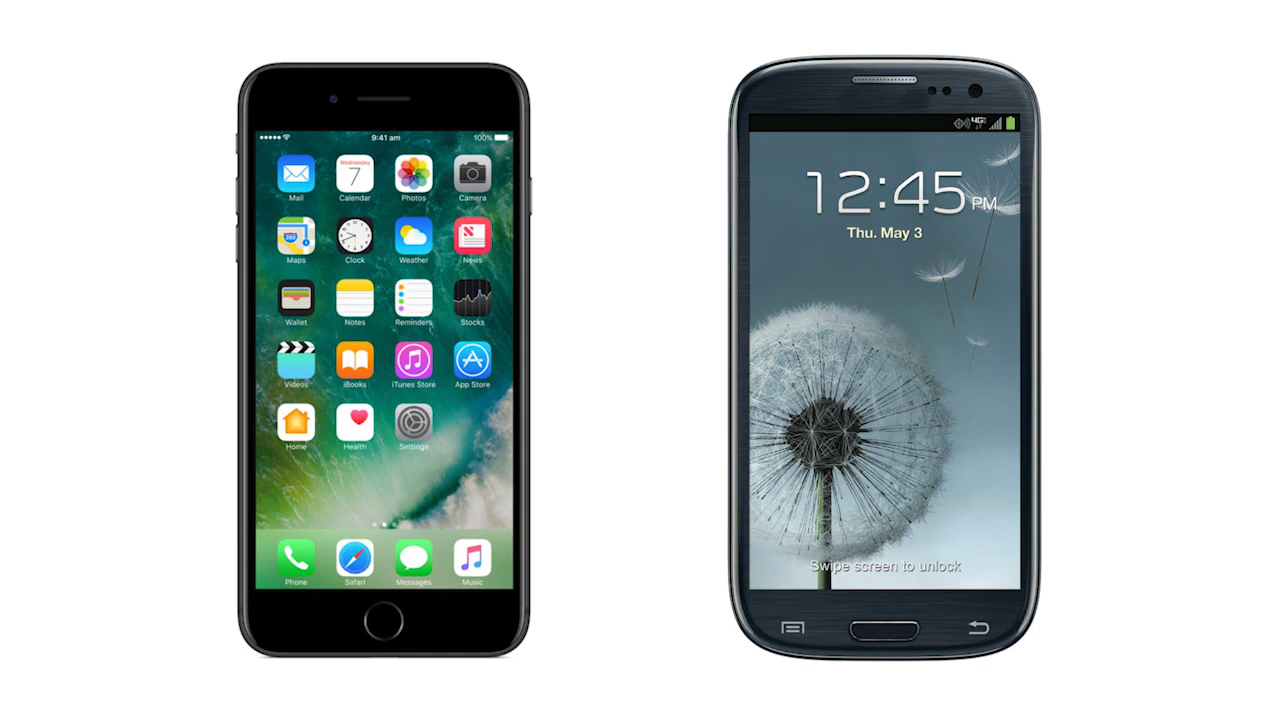 9:41 am 100%
Wednesday
7
Mail Calendar Photos Camera
280
Maps Clock Weather News
Wallet Notes Reminders Stocks
Videos iBooks iTunes Store App Store
Home Health Settings
Phone Safari Messages Music
4G
12:45 PM
Thu. May 3
Swipe screen to unlock